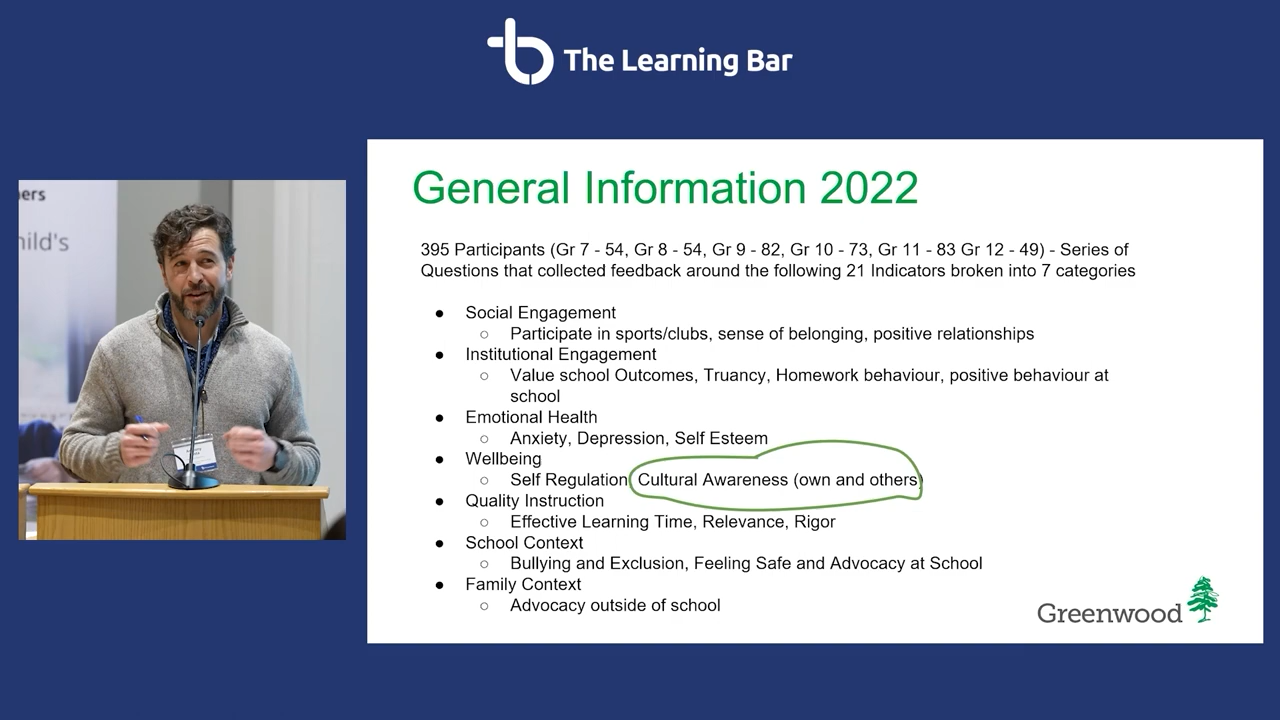 The Learning Bar
General Information 2022
395 Participants (Gr 7 - 54, Gr 8 - 54, Gr 9 - 82, Gr 10 - 73, Gr 11 - 83 Gr 12 - 49) - Series of
Questions that collected feedback around the following 21 Indicators broken into 7 categories
● Social Engagement
○ Participate in sports/clubs, sense of belonging, positive relationships
● Institutional Engagement
○ Value school Outcomes, Truancy, Homework behaviour, positive behaviour at
school
● Emotional Health
○ Anxiety, Depression, Self Esteem
● Wellbeing
○ Self Regulation Cultural Awareness (own and others)
● Quality Instruction
○ Effective Learning Time, Relevance, Rigor
● School Context
○ Bullying and Exclusion, Feeling Safe and Advocacy at School
● Family Context
○ Advocacy outside of school
Greenwood